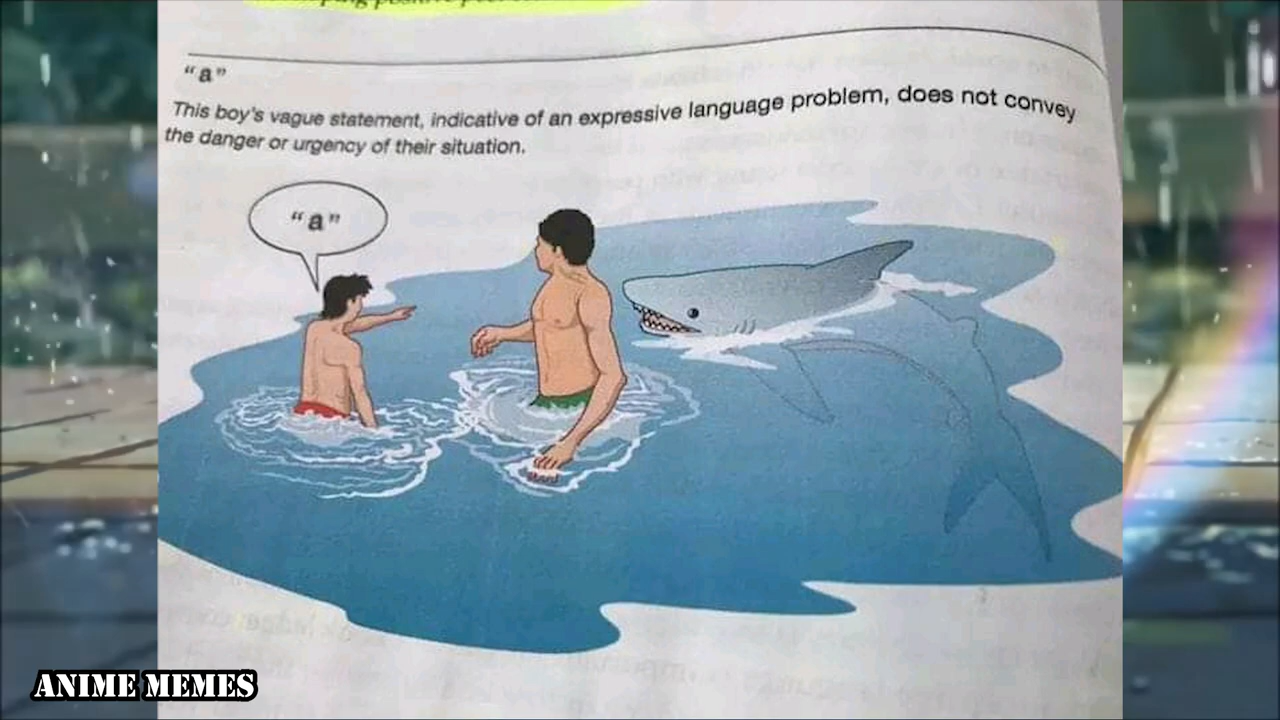 “a”
This boy's vague statement, indicative of an expressive language problem, does not convey
the danger or urgency of their situation.
“a”
ANIME MEMES